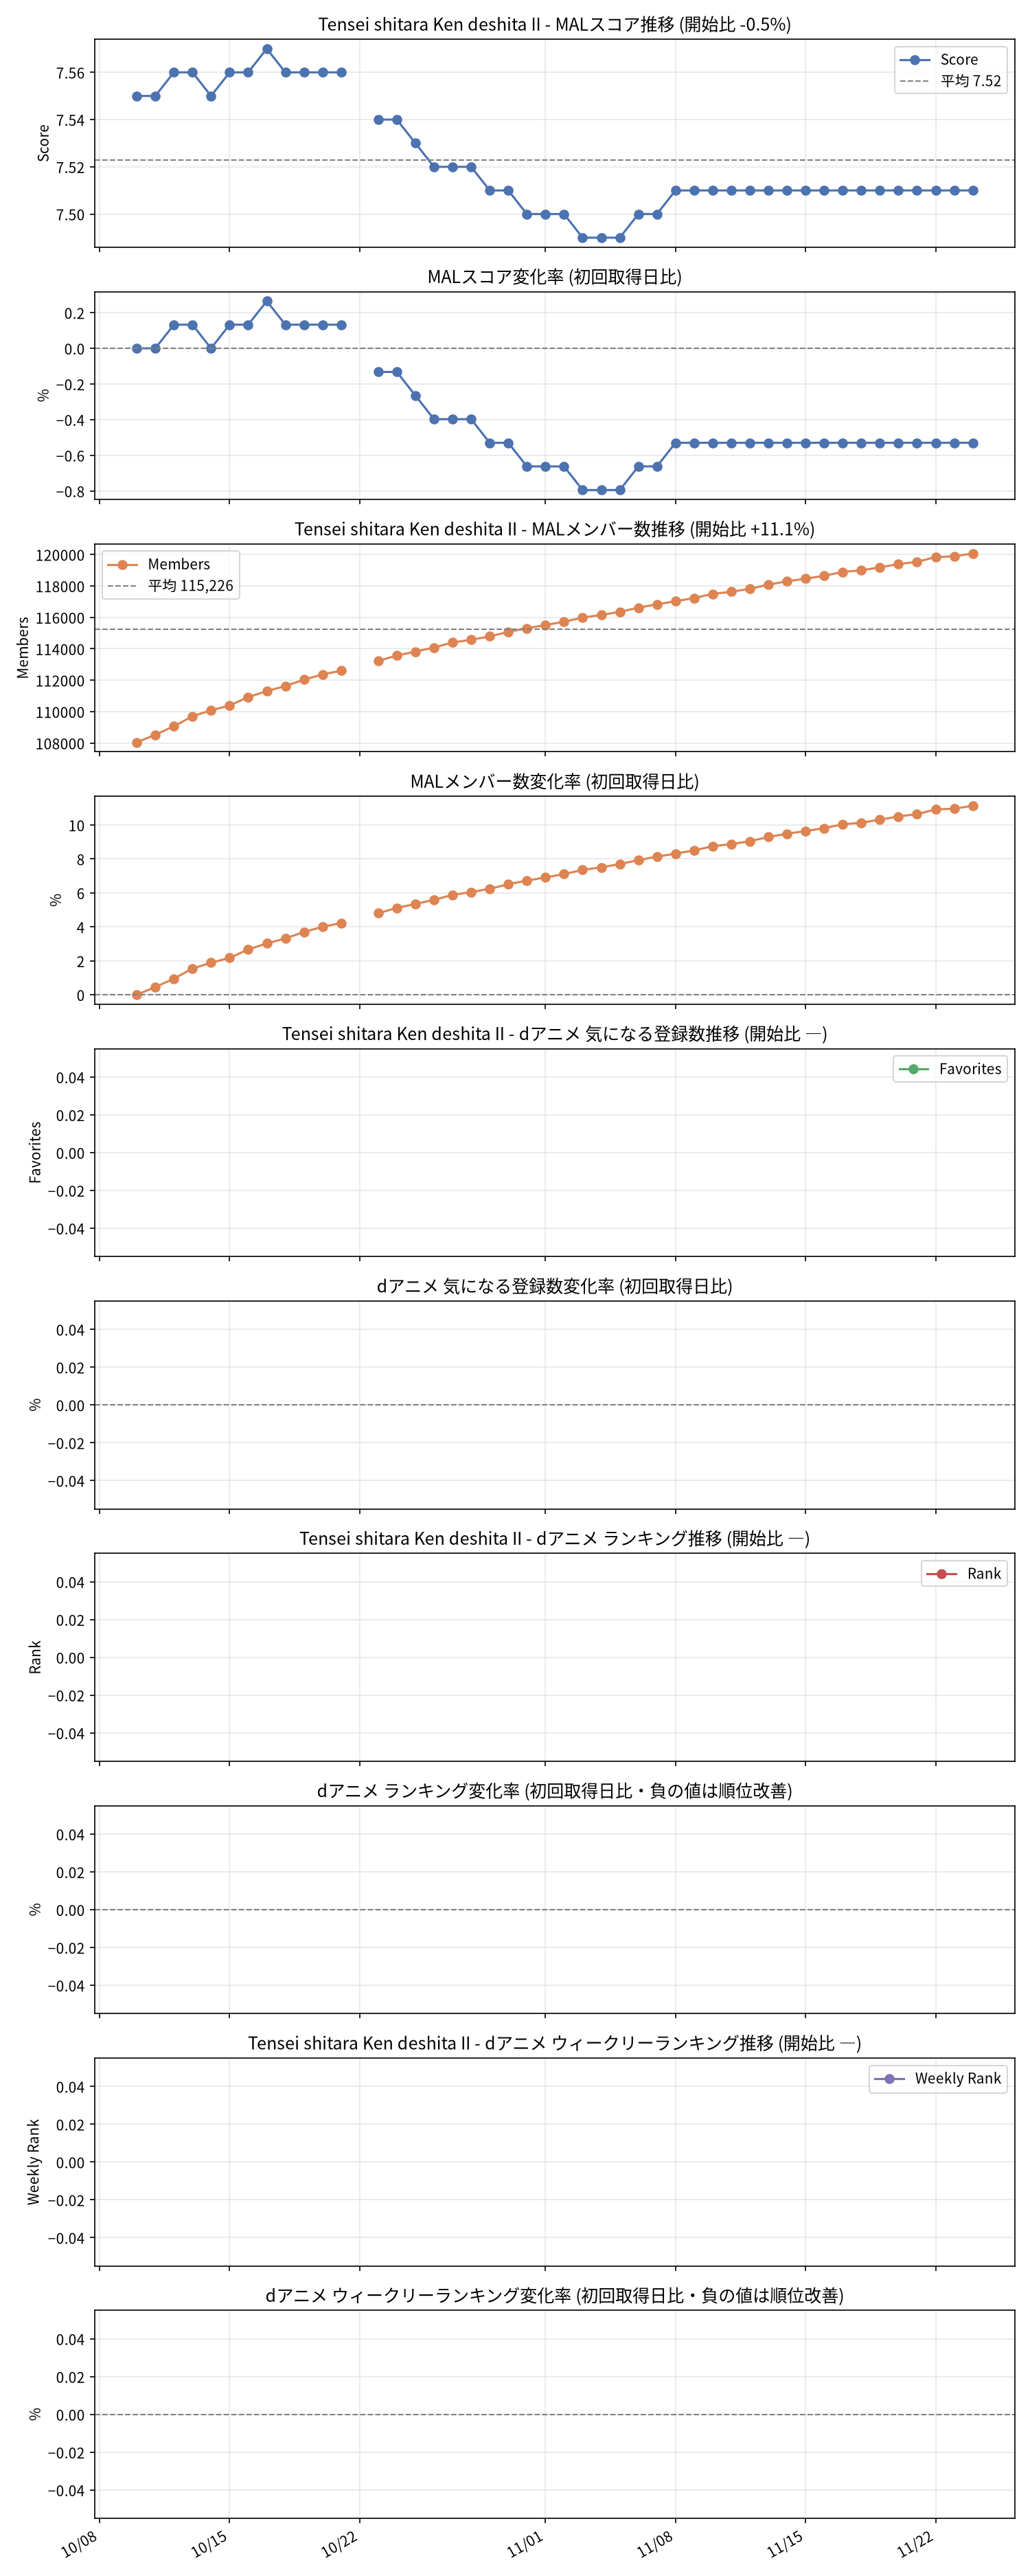 Tensei shitara Ken deshita II - MALスコア推移 (開始比 -0.5%)
7.56
7.54
7.52
7.50
Score
Score
平均 7.52
MALスコア変化率 (初回取得日比)
0.2
0.0
−0.2
−0.4
−0.6
−0.8
%
Tensei shitara Ken deshita II - MALメンバー数推移 (開始比 +11.1%)
120000
118000
116000
114000
112000
110000
108000
Members
Members
平均 115,226
MALメンバー数変化率 (初回取得日比)
10
8
6
4
2
0
%
Tensei shitara Ken deshita II - dアニメ 気になる登録数推移 (開始比 —)
0.04
0.02
0.00
−0.02
−0.04
Favorites
Favorites
dアニメ 気になる登録数変化率 (初回取得日比)
0.04
0.02
0.00
−0.02
−0.04
%
Tensei shitara Ken deshita II - dアニメ ランキング推移 (開始比 —)
0.04
0.02
0.00
−0.02
−0.04
Rank
Rank
dアニメ ランキング変化率 (初回取得日比・負の値は順位改善)
0.04
0.02
0.00
−0.02
−0.04
%
Tensei shitara Ken deshita II - dアニメ ウィークリーランキング推移 (開始比 —)
0.04
0.02
0.00
−0.02
−0.04
Weekly Rank
Weekly Rank
dアニメ ウィークリーランキング変化率 (初回取得日比・負の値は順位改善)
0.04
0.02
0.00
−0.02
−0.04
%
10/08
10/15
10/22
11/01
11/08
11/15
11/22